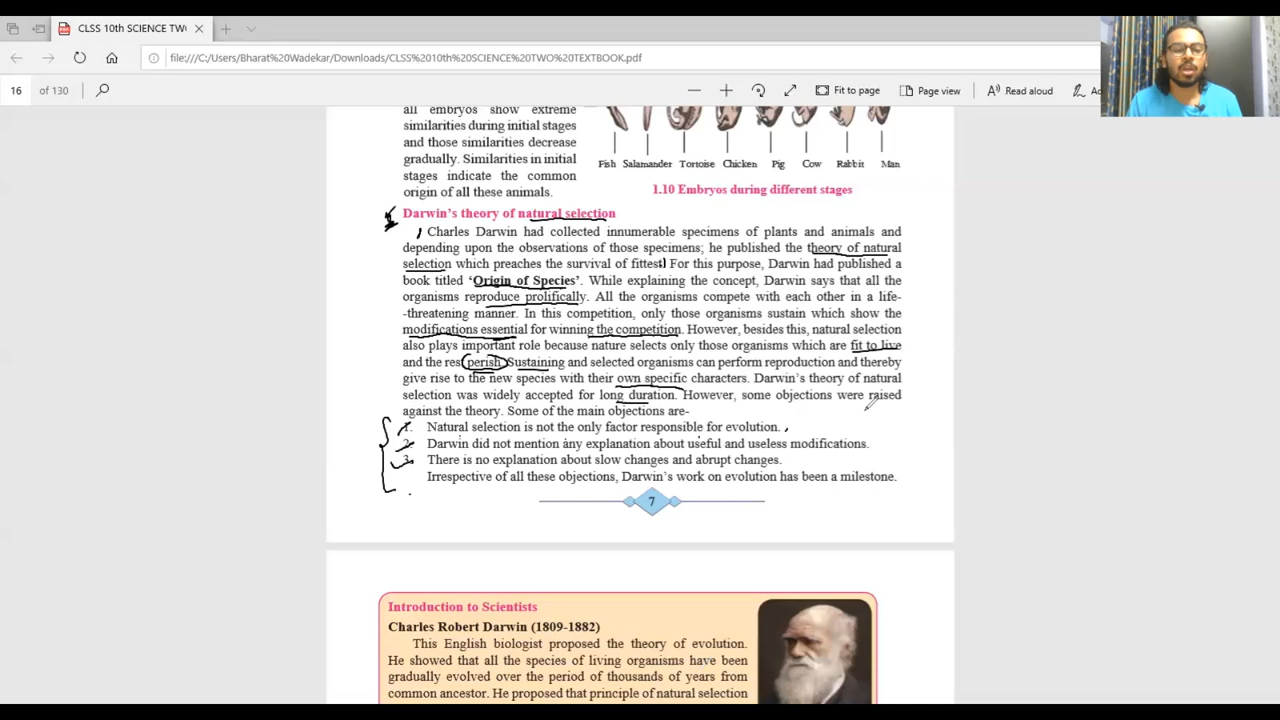 CLSS 10th SCIENCE TWO
file:///C:/Users/Bharat%20Wadekar/Downloads/CLSS%2010th%20SCIENCE%20TWO%20TEXTBOOK.pdf
16 of 130
Fit to page
Page view
Read aloud
all embryos show extreme
similarities during initial stages
and those similarities decrease
gradually. Similarities in initial
stages indicate the common
origin of all these animals.
Fish Salamander Tortoise Chicken Pig Cow Rabbit Man
1.10 Embryos during different stages
Darwin's theory of natural selection
Charles Darwin had collected innumerable specimens of plants and animals and
depending upon the observations of those specimens; he published the theory of natural
selection which preaches the survival of fittest. For this purpose, Darwin had published a
book titled 'Origin of Species'. While explaining the concept, Darwin says that all the
organisms reproduce prolifically. All the organisms compete with each other in a life-
-threatening manner. In this competition, only those organisms sustain which show the
modifications essential for winning the competition. However, besides this, natural selection
also plays important role because nature selects only those organisms which are fit to live
and the rest perish. Sustaining and selected organisms can perform reproduction and thereby
give rise to the new species with their own specific characters. Darwin's theory of natural
selection was widely accepted for long duration. However, some objections were raised
against the theory. Some of the main objections are-
1. Natural selection is not the only factor responsible for evolution.
2. Darwin did not mention any explanation about useful and useless modifications.
3. There is no explanation about slow changes and abrupt changes.
Irrespective of all these objections, Darwin's work on evolution has been a milestone.
7
Introduction to Scientists
Charles Robert Darwin (1809-1882)
This English biologist proposed the theory of evolution.
He showed that all the species of living organisms have been
gradually evolved over the period of thousands of years from
common ancestor. He proposed that principle of natural selection